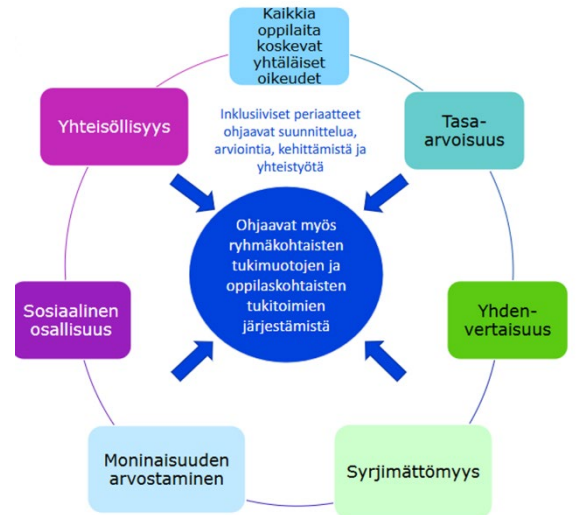 Kaikkia
oppilaita
koskevat
yhtäläiset
oikeudet
Inklusiiviset periaatteet
ohjaavat suunnittelua,
arviointia, kehittämistä ja
yhteistyötä
Yhteisöllisyys
Tasa-
arvoisuus
Ohjaavat myös
ryhmäkohtaisten
tukimuotojen ja
oppilaskohtaisten
tukitoimien
järjestämistä
Sosiaalinen
osallisuus
Yhden-
vertaisuus
Moninaisuuden
arvostaminen
Syrjimättömyys